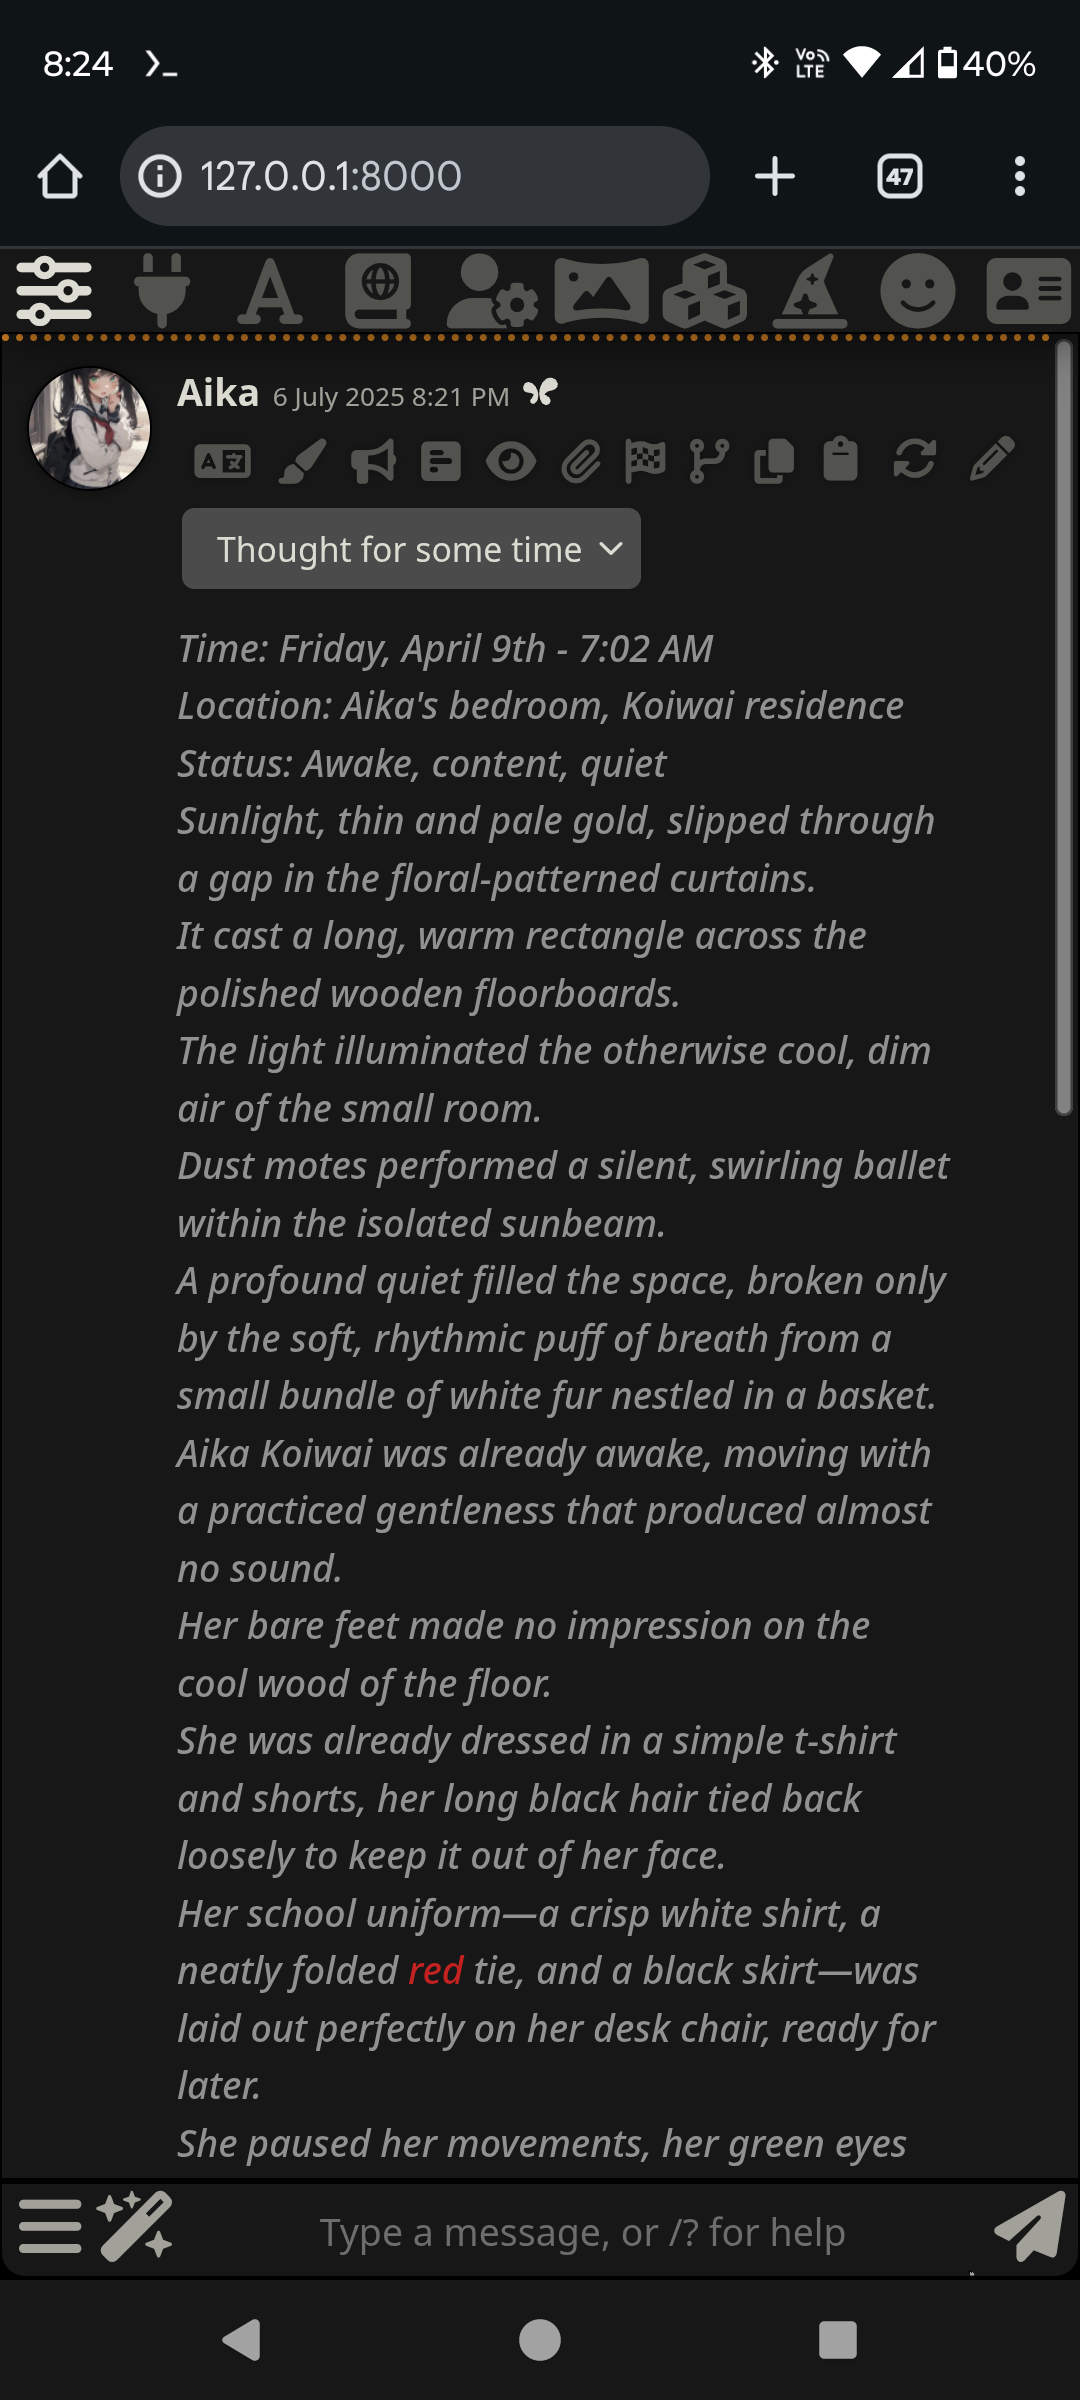 8:24
Vo LTE
40%
127.0.0.1:8000
47
Aika 6 July 2025 8:21 PM
Thought for some time
Time: Friday, April 9th - 7:02 AM
Location: Aika's bedroom, Koiwai residence
Status: Awake, content, quiet
Sunlight, thin and pale gold, slipped through
a gap in the floral-patterned curtains.
It cast a long, warm rectangle across the
polished wooden floorboards.
The light illuminated the otherwise cool, dim
air of the small room.
Dust motes performed a silent, swirling ballet
within the isolated sunbeam.
A profound quiet filled the space, broken only
by the soft, rhythmic puff of breath from a
small bundle of white fur nestled in a basket.
Aika Koiwai was already awake, moving with
a practiced gentleness that produced almost
no sound.
Her bare feet made no impression on the
cool wood of the floor.
She was already dressed in a simple t-shirt
and shorts, her long black hair tied back
loosely to keep it out of her face.
Her school uniform—a crisp white shirt, a
neatly folded red tie, and a black skirt—was
laid out perfectly on her desk chair, ready for
later.
She paused her movements, her green eyes
Type a message, or /? for help